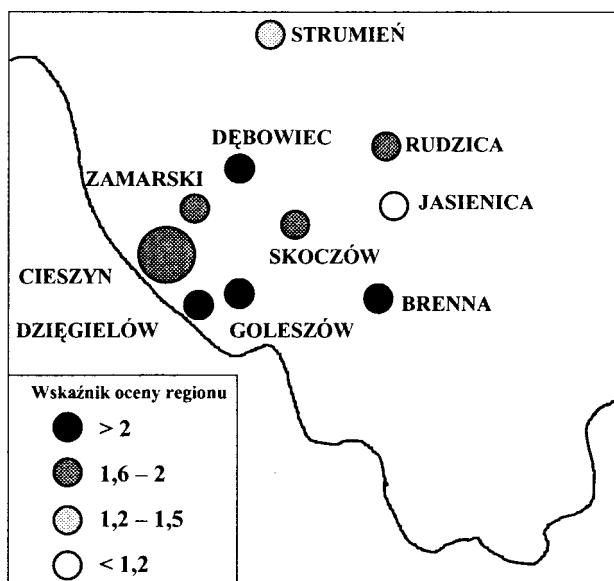 STRUMIEŃ
DĘBOWIEC
RUDZICA
ZAMARSKI
JASIENICA
SKOCZÓW
CIESZYN
BRENNA
DZIĘGIELÓW
GOLESZÓW
Wskaźnik oceny regionu
> 2
1,6 – 2
1,2 – 1,5
< 1,2